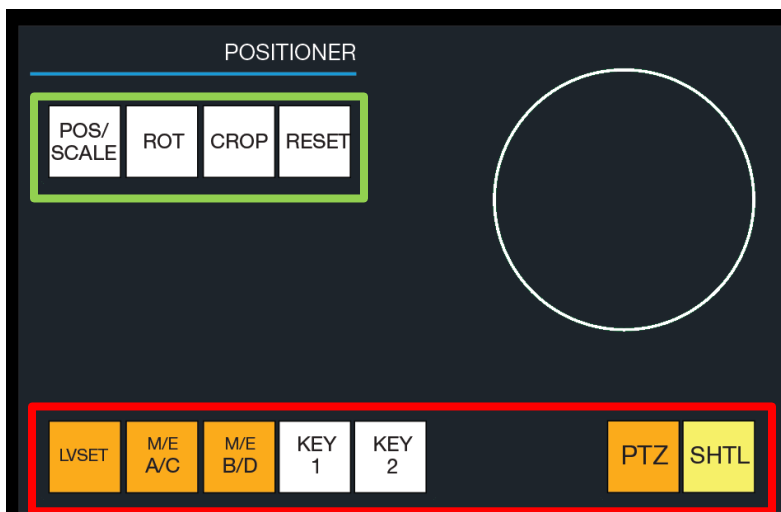 POSITIONER
POS/
SCALE
ROT
CROP
RESET
LVSET
M/E
A/C
M/E
B/D
KEY
1
KEY
2
PTZ
SHTL